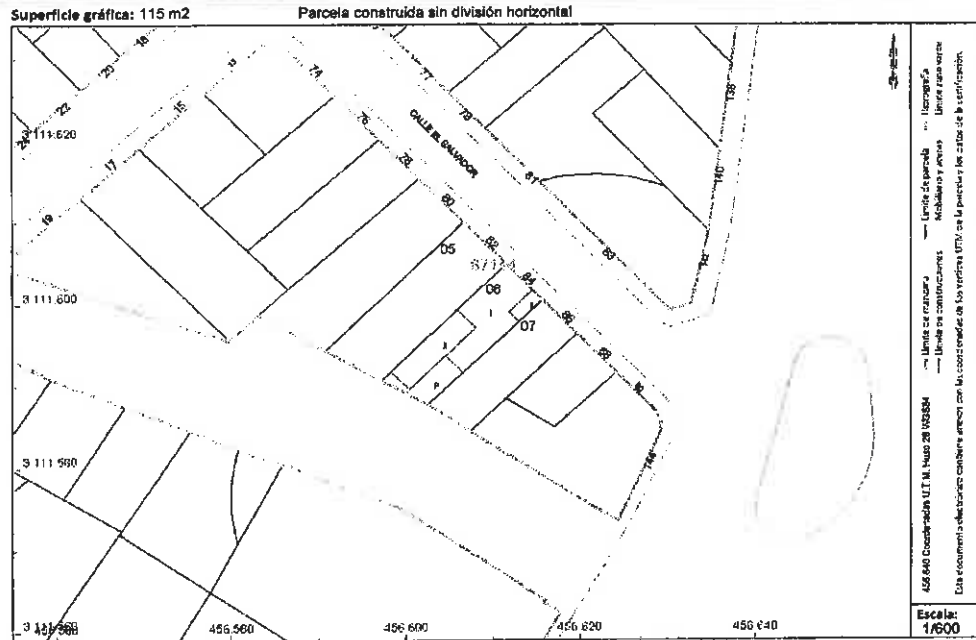 Superficie gráfica: 115 m2
Parcela construida sin división horizontal
18
20
22
24
3 111.620
15
17
19
74
76
78
80
82
84
86
88
77
79
81
83
CALLE EL SALVADOR
138
140
142
144
05
06
07
I
P
3 111.600
3 111.580
456.580
456.600
456.620
456.640
456.640 Coordenadas U.T.M. Huso 28 WGS84
Límite de manzana
Límite de parcela
Hidrografía
Límite de construcciones
Mobiliario y aceras
Límite zona verde
Este documento electrónico contiene anexos con las coordenadas de los vértices UTM de la parcela y los datos de la certificación.
Escala:
1/600